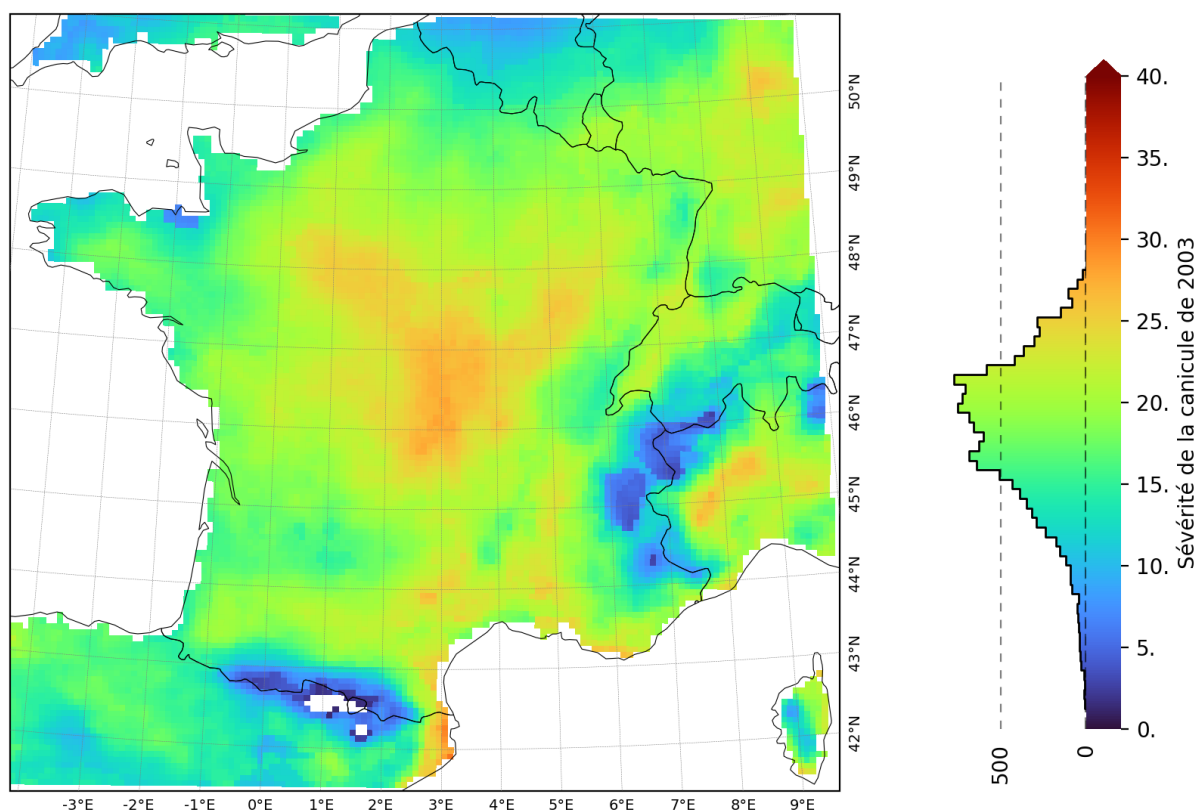 50°N
49°N
48°N
47°N
46°N
45°N
44°N
43°N
42°N
-3°E
-2°E
-1°E
0°E
1°E
2°E
3°E
4°E
5°E
6°E
7°E
8°E
9°E
40.
35.
30.
25.
20.
15.
10.
5.
0.
Sévérité de la canicule de 2003
500
0